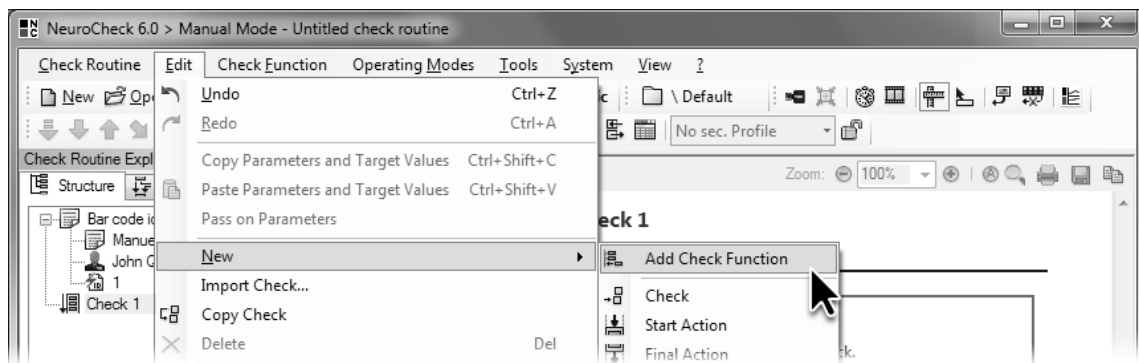 NeuroCheck 6.0 > Manual Mode - Untitled check routine
Check Routine Edit Check Function Operating Modes Tools System View ?
New \ Default
No sec. Profile
Check Routine Expl
Zoom: 100%
Structure
Bar code
Manue
John
1
Check 1
Undo Ctrl+Z
Redo Ctrl+A
Copy Parameters and Target Values Ctrl+Shift+C
Paste Parameters and Target Values Ctrl+Shift+V
Pass on Parameters
New
Import Check...
Copy Check
Delete Del
eck 1
Add Check Function
Check
Start Action
Final Action